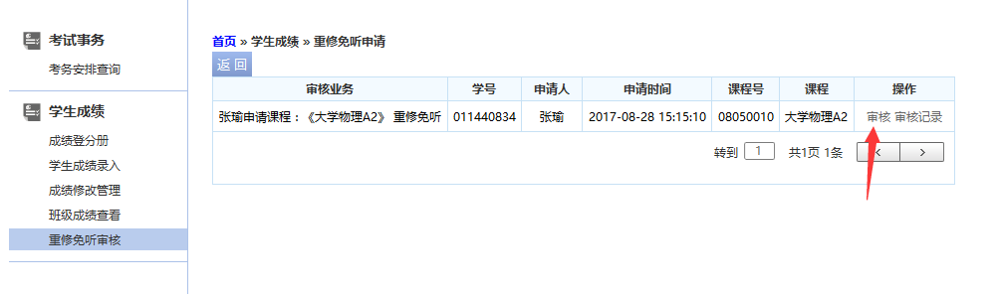 考试事务
考务安排查询
学生成绩
成绩登分册
学生成绩录入
成绩修改管理
班级成绩查看
重修免听审核
首页 » 学生成绩 » 重修免听申请
返 回
审核业务 学号 申请人 申请时间 课程号 课程 操作
张瑜申请课程：《大学物理A2》 重修免听 011440834 张瑜 2017-08-28 15:15:10 08050010 大学物理A2 审核 审核记录
转到 1 共1页 1条 < >